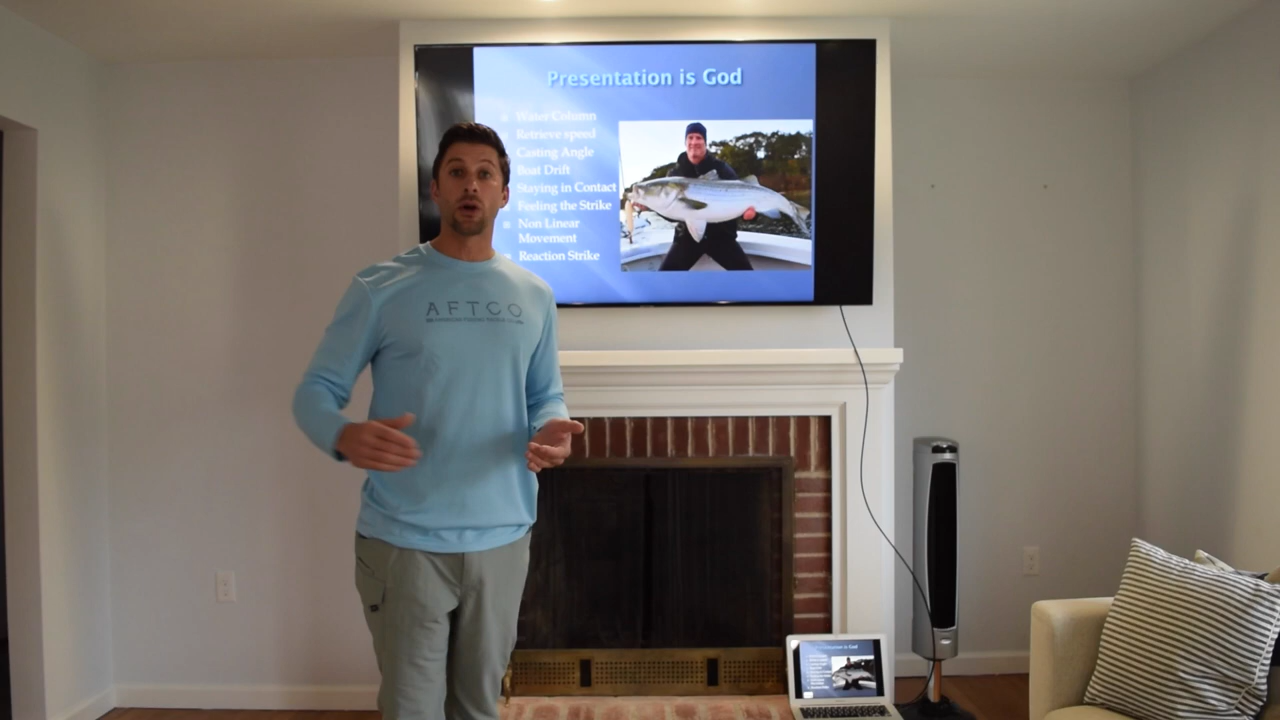 Presentation is God
Water Column
Retrieve speed
Casting Angle
Boat Drift
Staying in Contact
Feeling the Strike
Non Linear
Movement
Reaction Strike
AFTCO